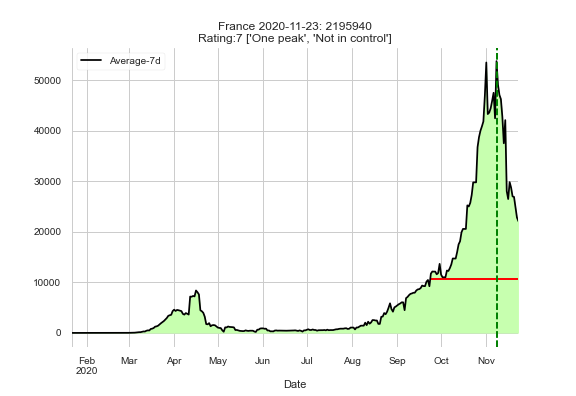 France 2020-11-23: 2195940
Rating:7 ['One peak', 'Not in control']
Average-7d
50000
40000
30000
20000
10000
0
Feb Mar Apr May Jun Jul Aug Sep Oct Nov
2020
Date